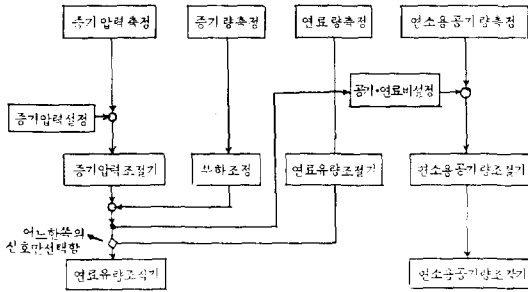 증기압력측정
증기량측정
연료량측정
연소용공기량측정
증기압력설정
공기·연료비설정
증기압력조절기
부하조정
연료유량조절기
연소용공기량조절기
어느한쪽의
신호만선택함
연료유량조작기
연소용공기량조작기